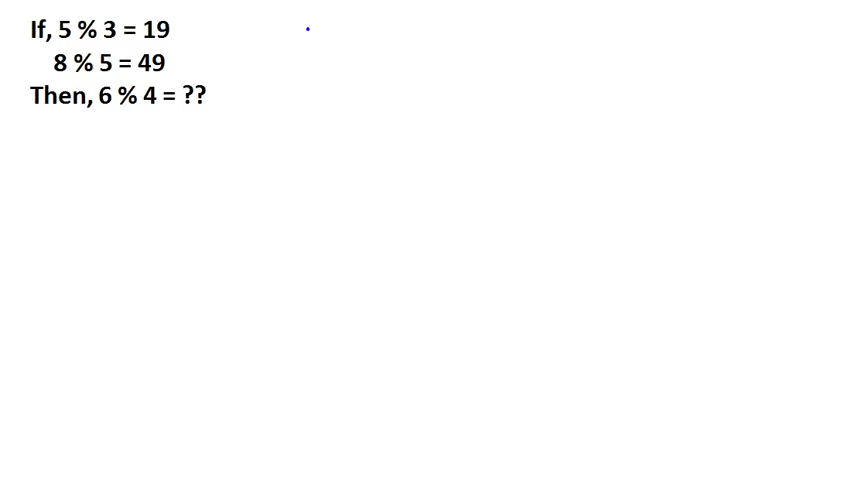 If, 5 % 3 = 19
8 % 5 = 49
Then, 6 % 4 = ??